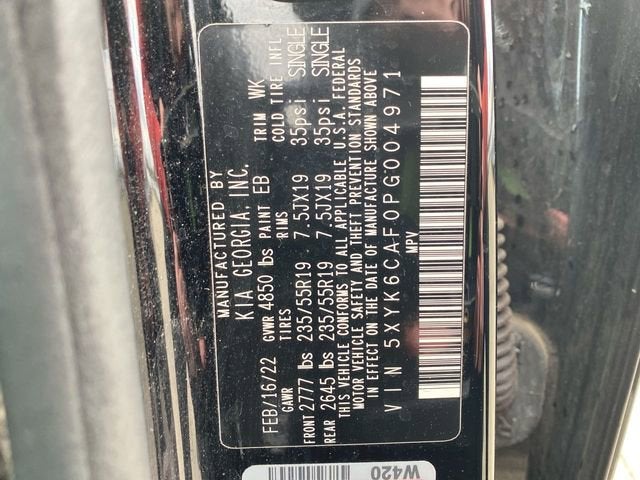 MANUFACTURED BY
KIA GEORGIA, INC.
FEB/16/22 GVWR 4850 lbs PAINT EB TRIM WK
GAWR TIRES RIMS COLD TIRE INFL
FRONT 2777 lbs 235/55R19 7.5JX19 35psi SINGLE
REAR 2645 lbs 235/55R19 7.5JX19 35psi SINGLE
THIS VEHICLE CONFORMS TO ALL APPLICABLE U.S.A. FEDERAL
MOTOR VEHICLE SAFETY AND THEFT PREVENTION STANDARDS
IN EFFECT ON THE DATE OF MANUFACTURE SHOWN ABOVE
VIN 5XYK6CAF0PG004971
MPV
W420